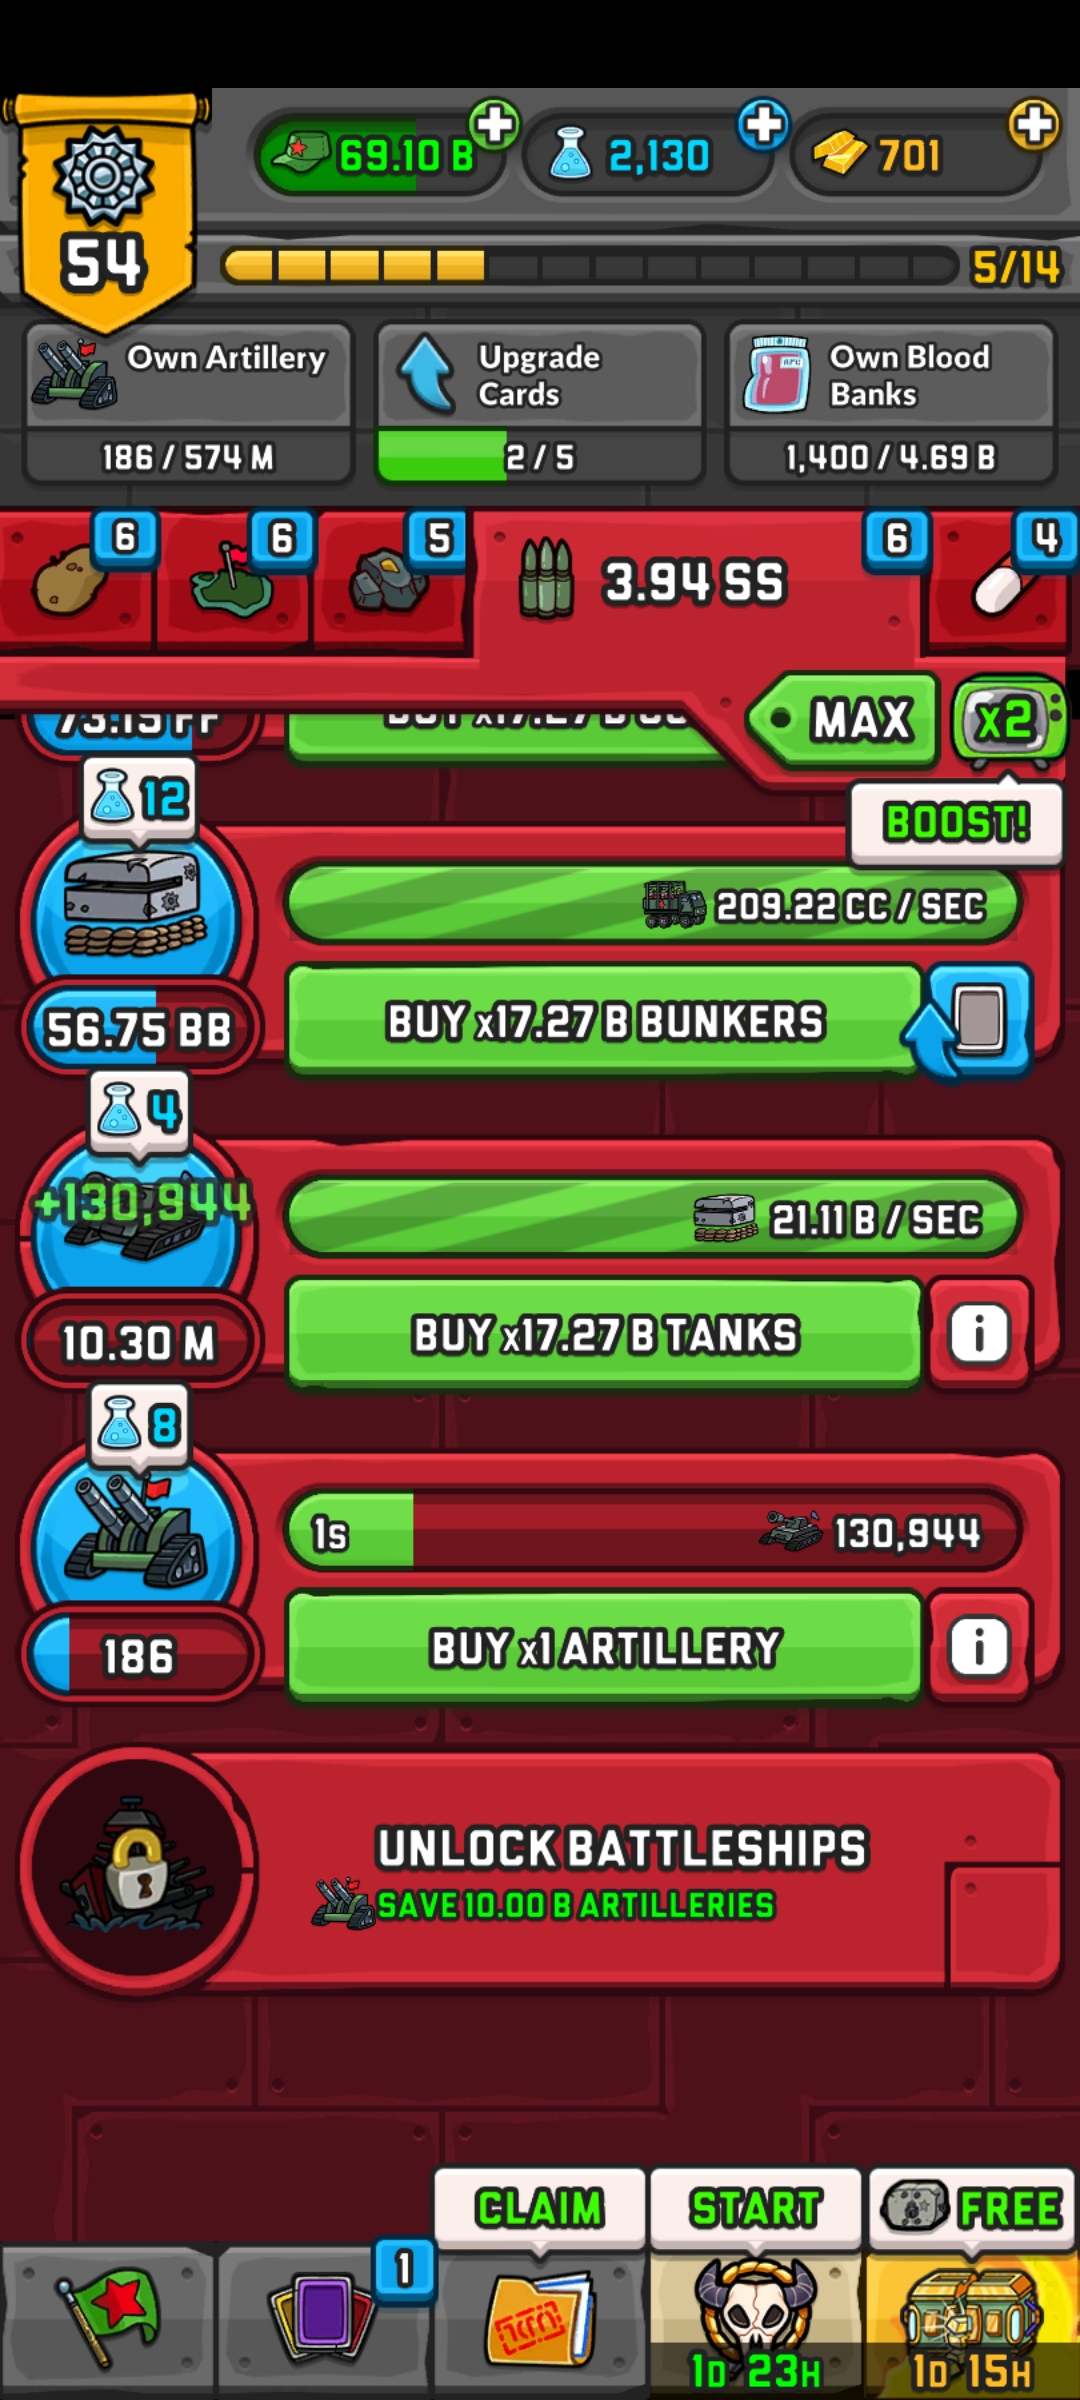 69.10 B
2,130
701
54
5/14
Own Artillery
186 / 574 M
Upgrade
Cards
2 / 5
Own Blood
Banks
1,400 / 4.69 B
6
6
5
3.94 SS
6
4
MAX
x2
BOOST!
73.15 FF
12
209.22 CC / SEC
56.75 BB
BUY x17.27 B BUNKERS
4
+130,944
21.11 B / SEC
10.30 M
BUY x17.27 B TANKS
i
8
1s
130,944
186
BUY x1 ARTILLERY
i
UNLOCK BATTLESHIPS
SAVE 10.00 B ARTILLERIES
CLAIM
START
FREE
1
1D 23H
1D 15H